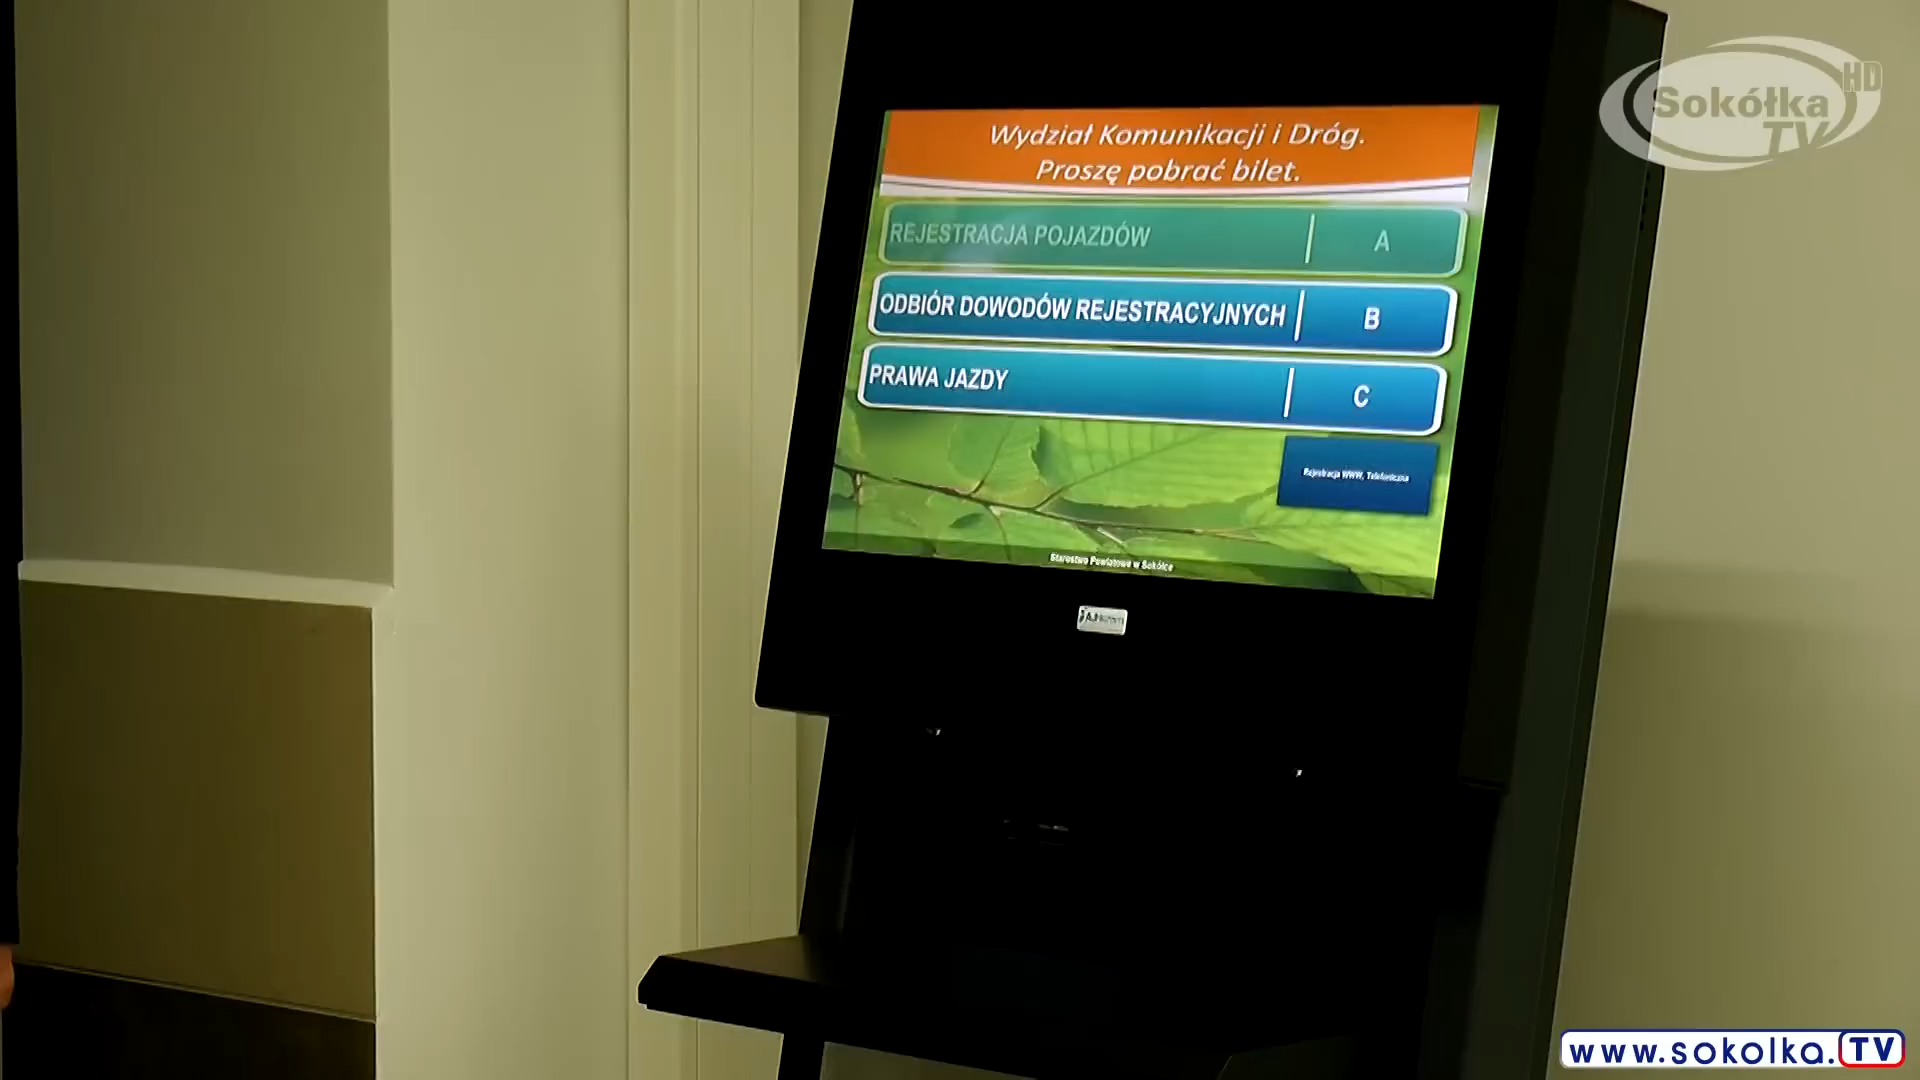 Sokółka HD
TV
Wydział Komunikacji i Dróg.
Proszę pobrać bilet.
REJESTRACJA POJAZDÓW A
ODBIÓR DOWODÓW REJESTRACYJNYCH B
PRAWA JAZDY C
Rejestracja WWW, Telefoniczna
Starostwo Powiatowe w Sokółce
www.sokolka.TV